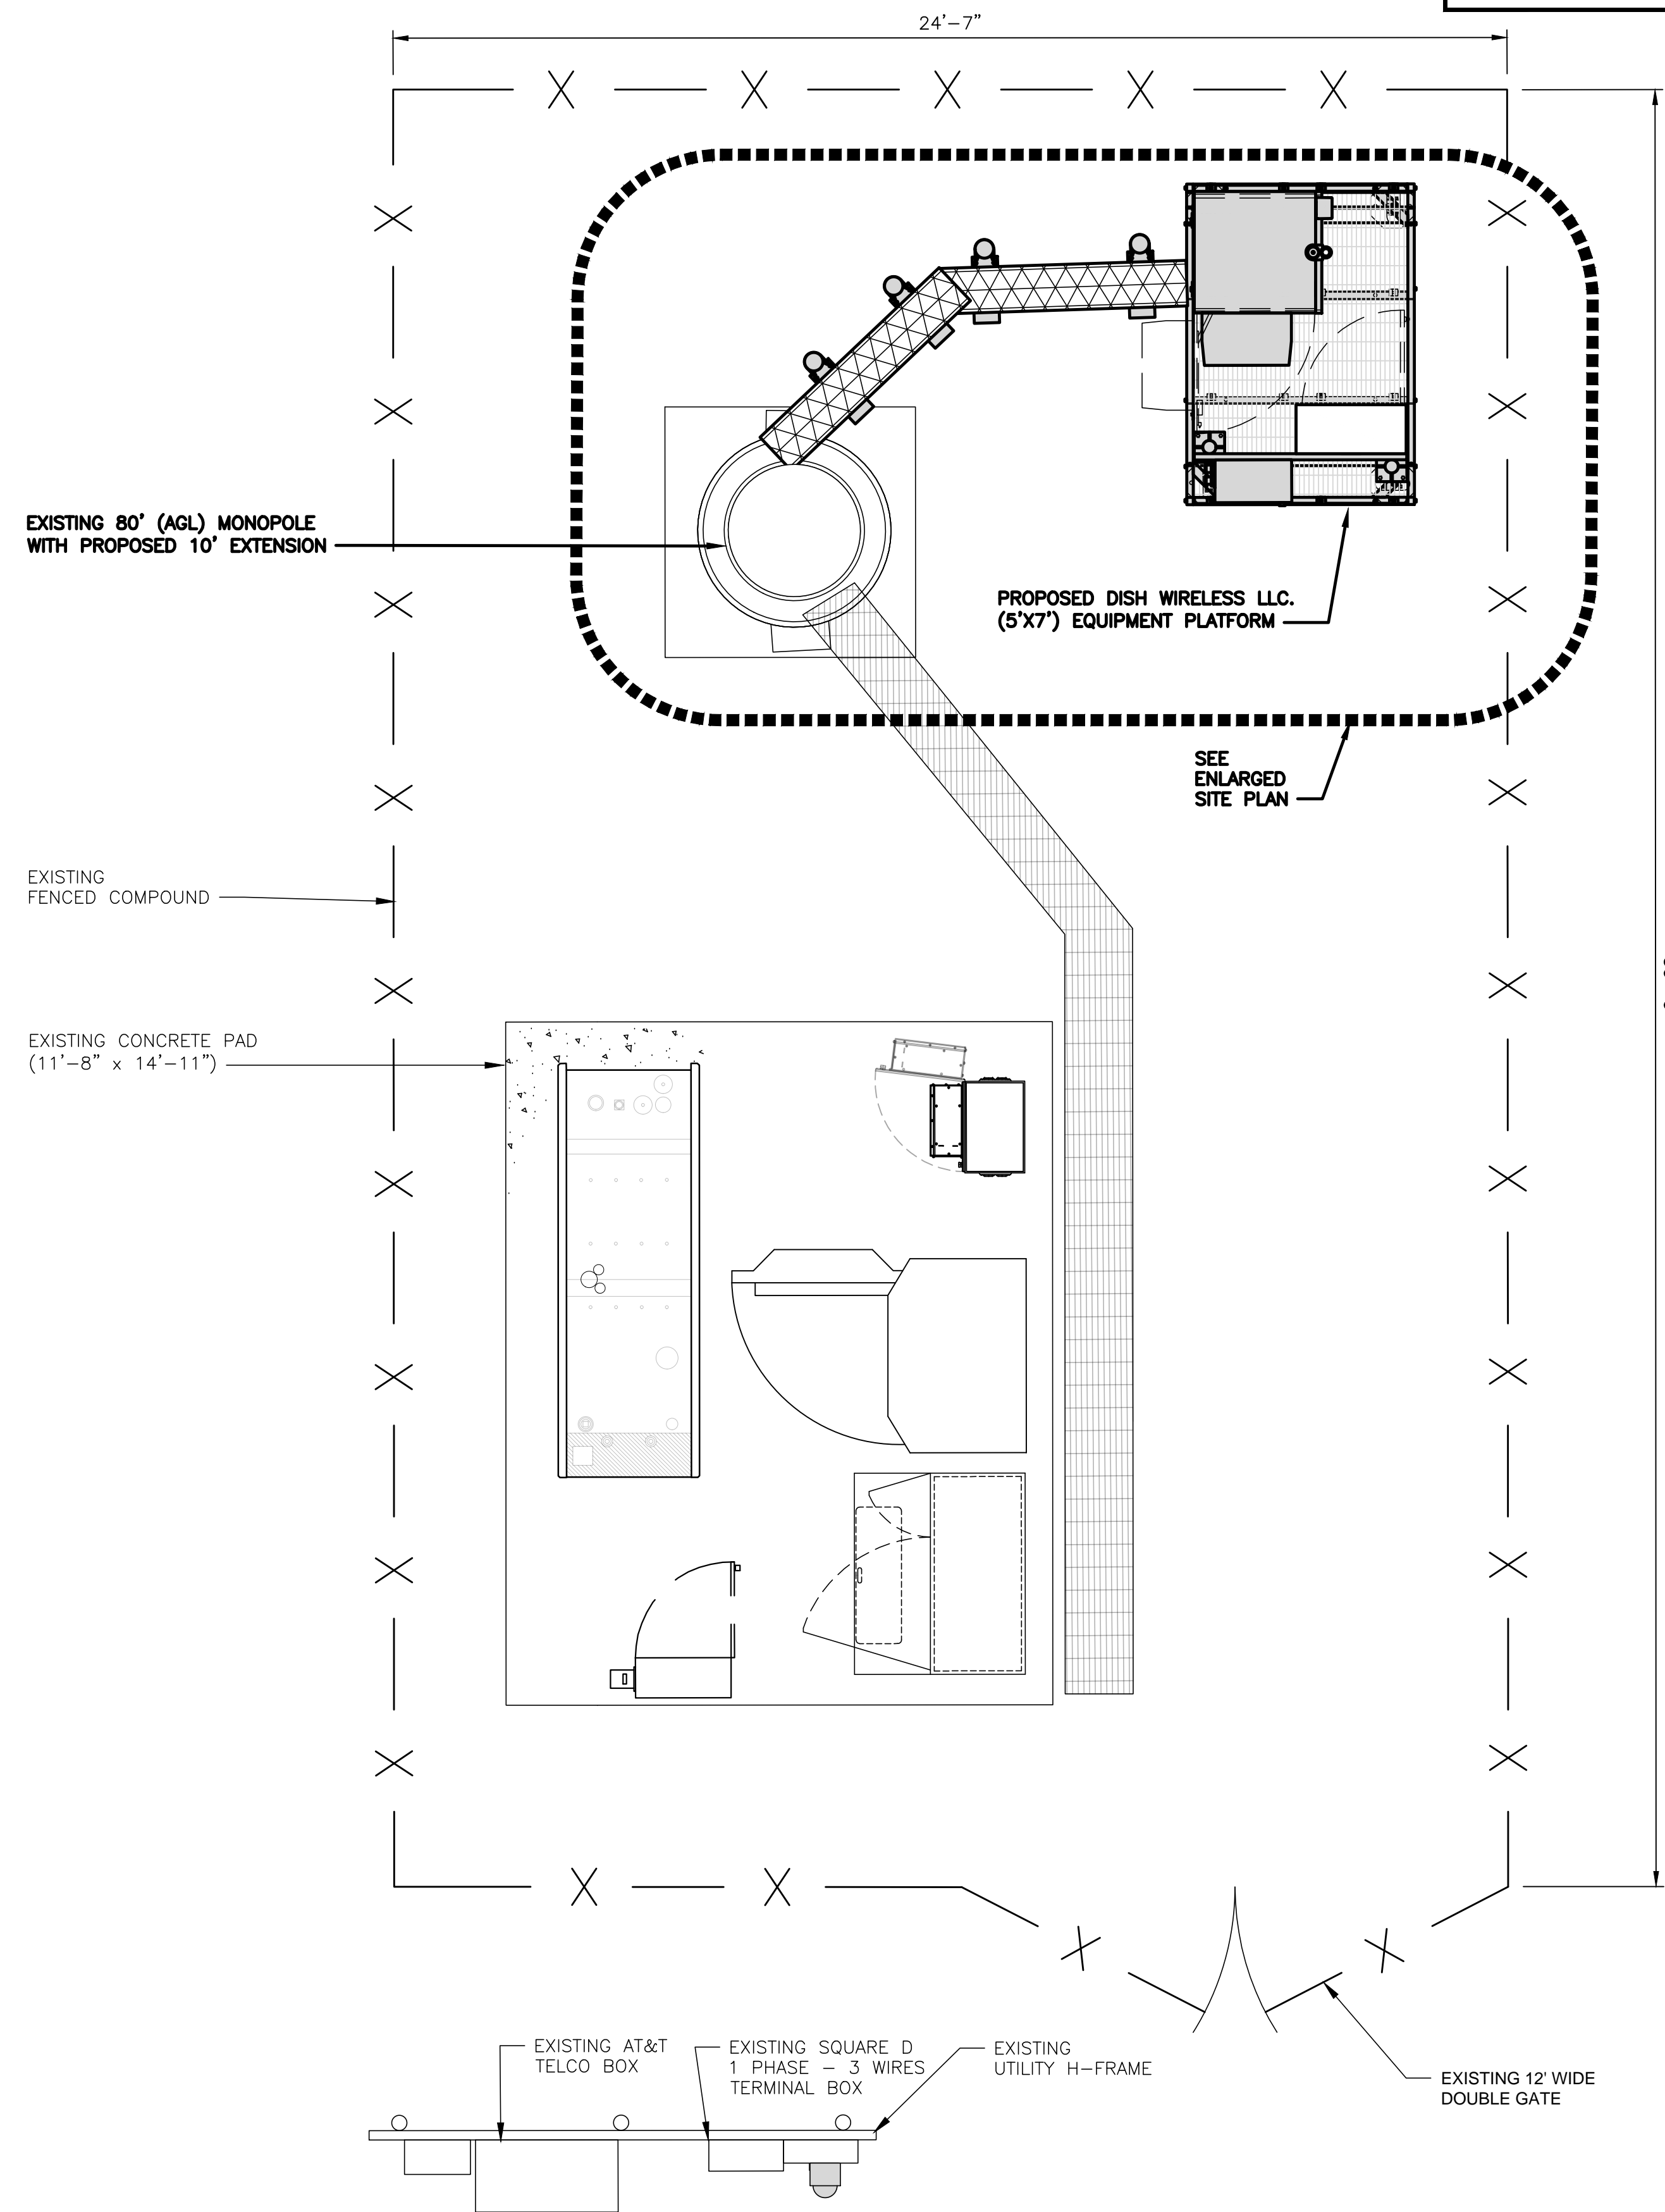 24'-7"
EXISTING 80' (AGL) MONOPOLE
WITH PROPOSED 10' EXTENSION
PROPOSED DISH WIRELESS LLC.
(5'X7') EQUIPMENT PLATFORM
SEE
ENLARGED
SITE PLAN
EXISTING
FENCED COMPOUND
EXISTING CONCRETE PAD
(11'-8" x 14'-11")
EXISTING AT&T
TELCO BOX
EXISTING SQUARE D
1 PHASE - 3 WIRES
TERMINAL BOX
EXISTING
UTILITY H-FRAME
EXISTING 12' WIDE
DOUBLE GATE